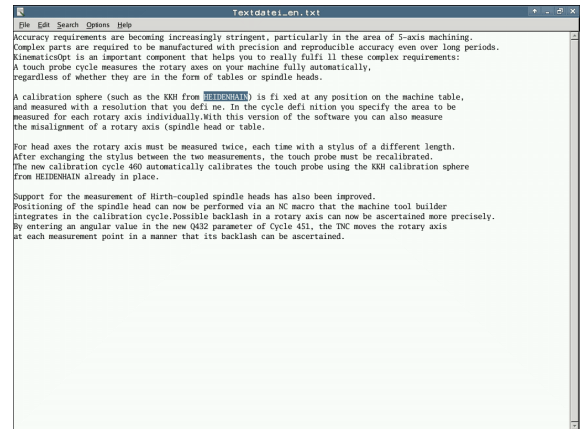 Textdatei_en.txt
File Edit Search Options Help
Accuracy requirements are becoming increasingly stringent, particularly in the area of 5-axis machining.
Complex parts are required to be manufactured with precision and reproducible accuracy even over long periods.
KinematicsOpt is an important component that helps you to really fulfi ll these complex requirements:
A touch probe cycle measures the rotary axes on your machine fully automatically,
regardless of whether they are in the form of tables or spindle heads.
A calibration sphere (such as the KKH from HEIDENHAIN) is fi xed at any position on the machine table,
and measured with a resolution that you defi ne. In the cycle defi nition you specify the area to be
measured for each rotary axis individually.With this version of the software you can also measure
the misalignment of a rotary axis (spindle head or table.
For head axes the rotary axis must be measured twice, each time with a stylus of a different length.
After exchanging the stylus between the two measurements, the touch probe must be recalibrated.
The new calibration cycle 460 automatically calibrates the touch probe using the KKH calibration sphere
from HEIDENHAIN already in place.
Support for the measurement of Hirth-coupled spindle heads has also been improved.
Positioning of the spindle head can now be performed via an NC macro that the machine tool builder
integrates in the calibration cycle.Possible backlash in a rotary axis can now be ascertained more precisely.
By entering an angular value in the new Q432 parameter of Cycle 451, the TNC moves the rotary axis
at each measurement point in a manner that its backlash can be ascertained.